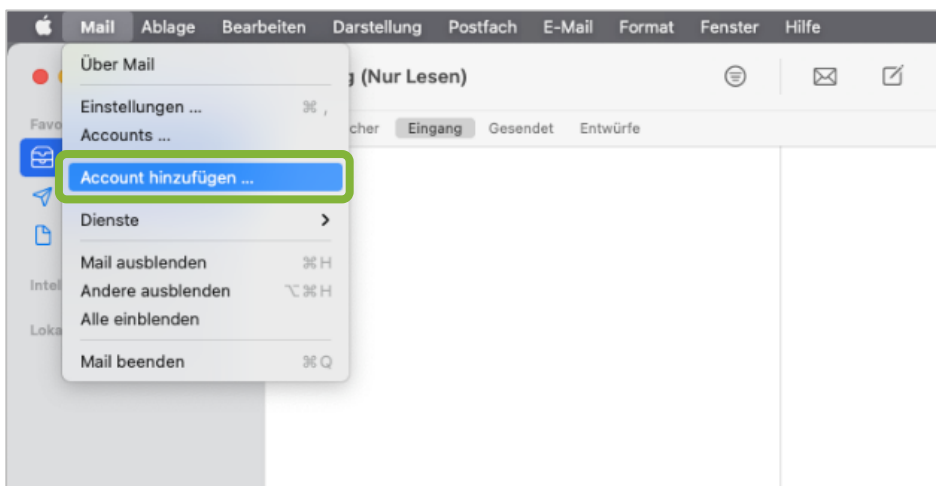 Mail Ablage Bearbeiten Darstellung Postfach E-Mail Format Fenster Hilfe
Über Mail
(Nur Lesen)
Einstellungen ... ⌘ ,
Accounts ...
Eingang Gesendet Entwürfe
Account hinzufügen ...
Dienste
Mail ausblenden ⌘ H
Andere ausblenden ⌥ ⌘ H
Alle einblenden
Mail beenden ⌘ Q